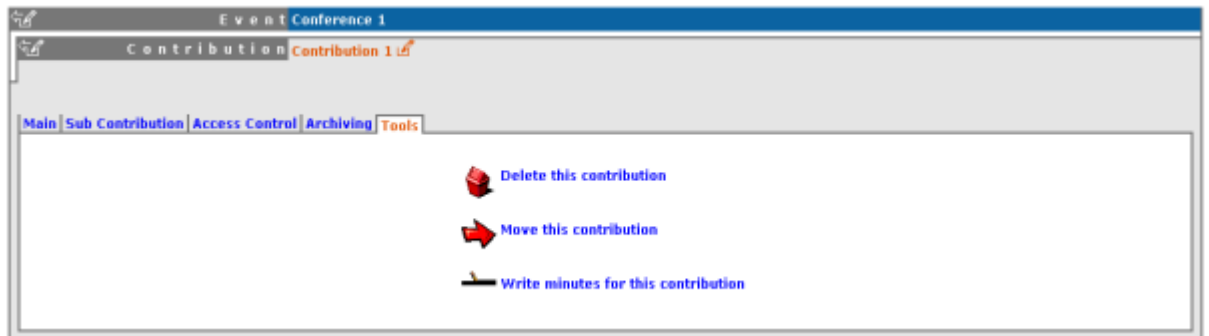 Event Conference 1
Contribution Contribution 1
Main Sub Contribution Access Control Archiving Tools
Delete this contribution
Move this contribution
Write minutes for this contribution